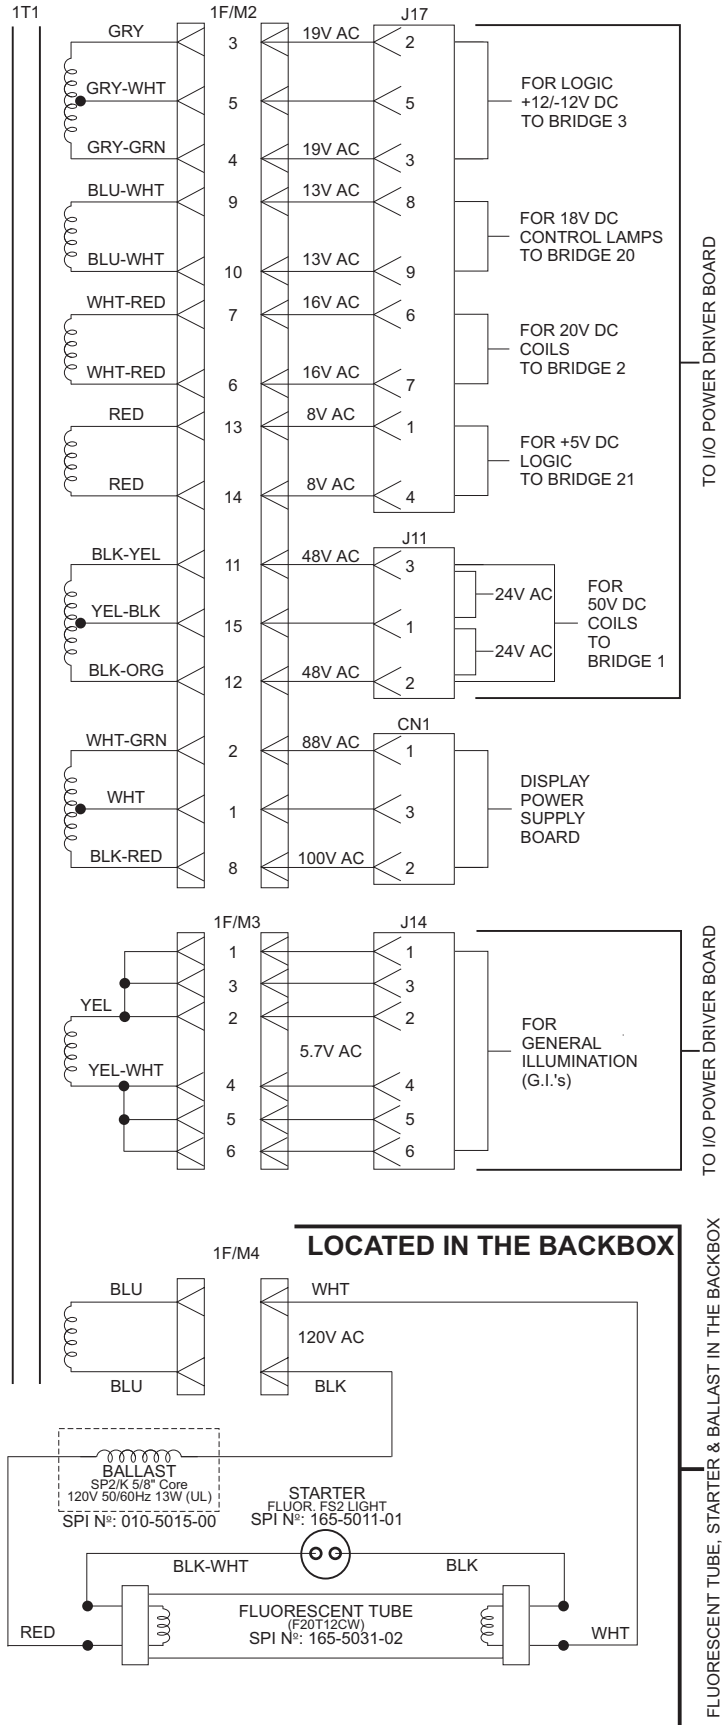 1T1
1F/M2
J17
GRY
3
19V AC
2
GRY-WHT
5
5
FOR LOGIC
+12/-12V DC
TO BRIDGE 3
GRY-GRN
4
19V AC
3
BLU-WHT
9
13V AC
8
FOR 18V DC
CONTROL LAMPS
TO BRIDGE 20
BLU-WHT
10
13V AC
9
WHT-RED
7
16V AC
6
FOR 20V DC
COILS
TO BRIDGE 2
WHT-RED
6
16V AC
7
RED
13
8V AC
1
FOR +5V DC
LOGIC
TO BRIDGE 21
RED
14
8V AC
4
TO I/O POWER DRIVER BOARD
J11
BLK-YEL
11
48V AC
3
24V AC
YEL-BLK
15
1
24V AC
FOR
50V DC
COILS
TO
BRIDGE 1
BLK-ORG
12
48V AC
2
CN1
WHT-GRN
2
88V AC
1
WHT
1
3
DISPLAY
POWER
SUPPLY
BOARD
BLK-RED
8
100V AC
2
1F/M3
J14
1
1
3
3
YEL
2
2
5.7V AC
FOR
GENERAL
ILLUMINATION
(G.I.'s)
YEL-WHT
4
4
5
5
6
6
TO I/O POWER DRIVER BOARD
LOCATED IN THE BACKBOX
1F/M4
BLU
WHT
120V AC
BLU
BLK
BALLAST
SP2/K 5/8" Core
120V 50/60Hz 13W (UL)
SPI Nº: 010-5015-00
STARTER
FLUOR. FS2 LIGHT
SPI Nº: 165-5011-01
BLK-WHT
BLK
FLUORESCENT TUBE
(F20T12CW)
SPI Nº: 165-5031-02
RED
WHT
FLUORESCENT TUBE, STARTER & BALLAST IN THE BACKBOX